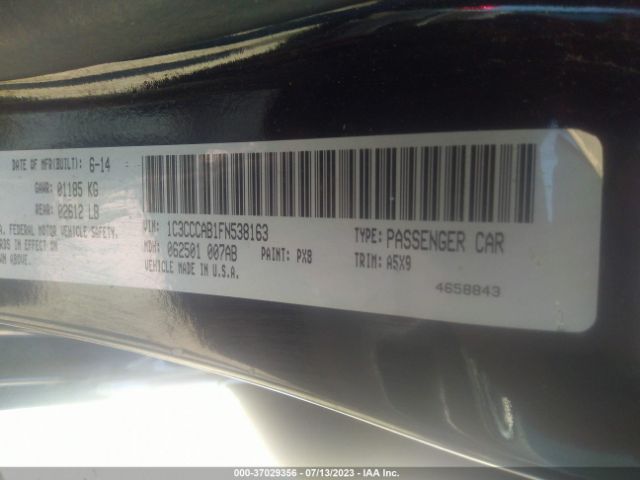 DATE OF MFR(BUILT): 6-14
GAWR: 01185 KG
REAR: 02612 LB
A. FEDERAL MOTOR VEHICLE SAFETY,
RDS IN EFFECT ON
WN ABOVE.
VIN: 1C3CCCAB1FN538163
MDH: 062501 007AB PAINT: PX8
VEHICLE MADE IN U.S.A.
TYPE: PASSENGER CAR
TRIM: A5X9
4658843
000-37029356 - 07/13/2023 - IAA Inc.